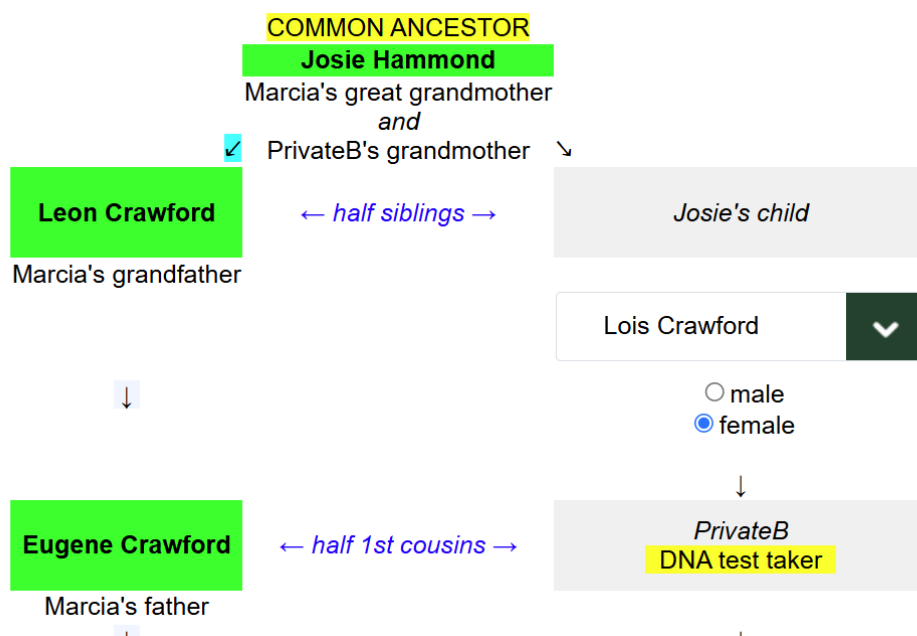 COMMON ANCESTOR
Josie Hammond
Marcia's great grandmother
and
↙ PrivateB's grandmother ↘
Leon Crawford ← half siblings → Josie's child
Marcia's grandfather
Lois Crawford
↓ male
female
↓
Eugene Crawford ← half 1st cousins → PrivateB
DNA test taker
Marcia's father